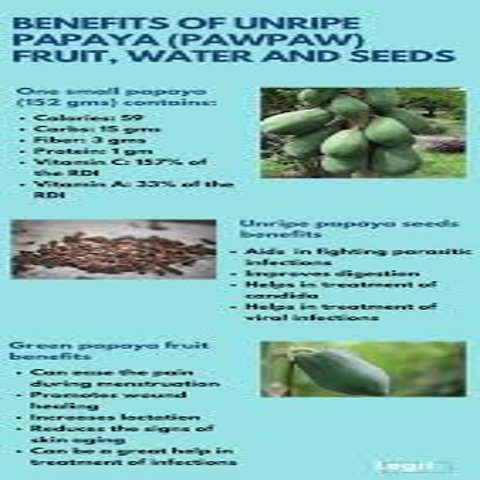 BENEFITS OF UNRIPE
PAPAYA (PAWPAW)
FRUIT, WATER AND SEEDS
One small papaya
(152 gms) contains:
• Calories: 59
• Carbs: 15 gms
• Fiber: 3 gms
• Protein: 1 gm
• Vitamin C: 157% of
the RDI
• Vitamin A: 33% of the
RDI
Unripe papaya seeds
benefits
• Aids in fighting parasitic
infections
• Improves digestion
• Helps in treatment of
candida
• Helps in treatment of
viral infections
Green papaya fruit
benefits
• Can ease the pain
during menstruation
• Promotes wound
healing
• Increases lactation
• Reduces the signs of
skin aging
• Can be a great help in
treatment of infections
Legit